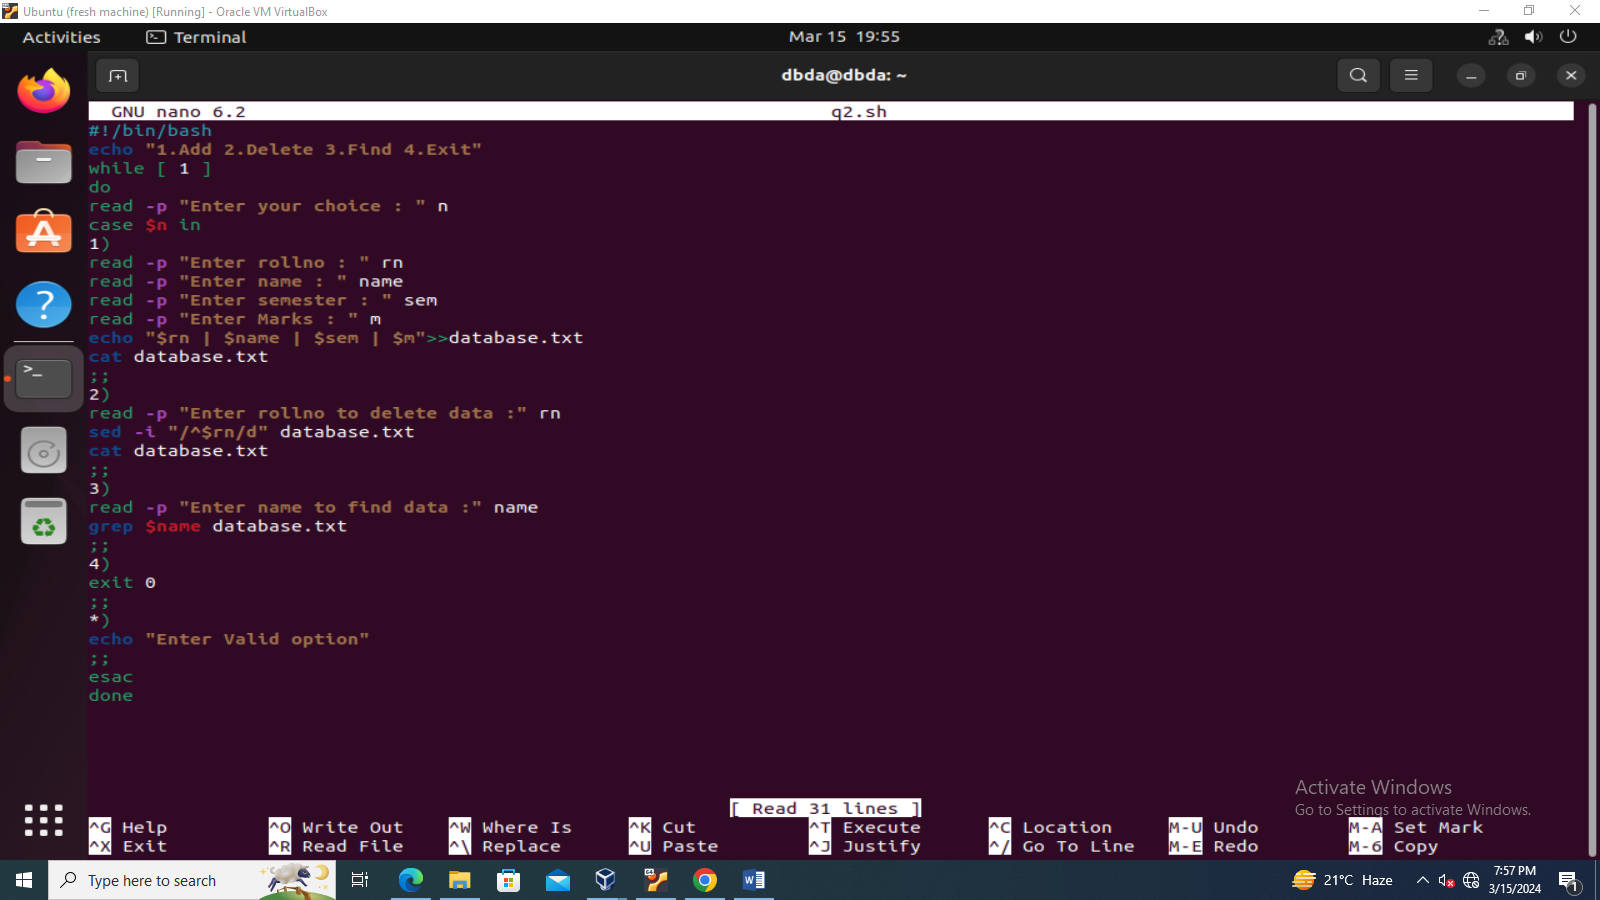 Ubuntu (fresh machine) [Running] - Oracle VM VirtualBox
Activities Terminal Mar 15 19:55
dbda@dbda: ~
GNU nano 6.2 q2.sh
#!/bin/bash
echo "1.Add 2.Delete 3.Find 4.Exit"
while [ 1 ]
do
read -p "Enter your choice : " n
case $n in
1)
read -p "Enter rollno : " rn
read -p "Enter name : " name
read -p "Enter semester : " sem
read -p "Enter Marks : " m
echo "$rn | $name | $sem | $m">>database.txt
cat database.txt
;;
2)
read -p "Enter rollno to delete data :" rn
sed -i "/^$rn/d" database.txt
cat database.txt
;;
3)
read -p "Enter name to find data :" name
grep $name database.txt
;;
4)
exit 0
;;
*)
echo "Enter Valid option"
;;
esac
done
Activate Windows
Go to Settings to activate Windows.
[ Read 31 lines ]
^G Help ^O Write Out ^W Where Is ^K Cut ^T Execute ^C Location M-U Undo M-A Set Mark
^X Exit ^R Read File ^\ Replace ^U Paste ^J Justify ^/ Go To Line M-E Redo M-6 Copy
Type here to search 21°C Haze 7:57 PM
3/15/2024 1